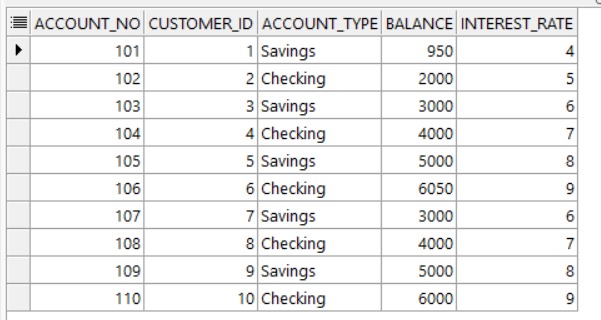 ACCOUNT_NO CUSTOMER_ID ACCOUNT_TYPE BALANCE INTEREST_RATE
101 1 Savings 950 4
102 2 Checking 2000 5
103 3 Savings 3000 6
104 4 Checking 4000 7
105 5 Savings 5000 8
106 6 Checking 6050 9
107 7 Savings 3000 6
108 8 Checking 4000 7
109 9 Savings 5000 8
110 10 Checking 6000 9